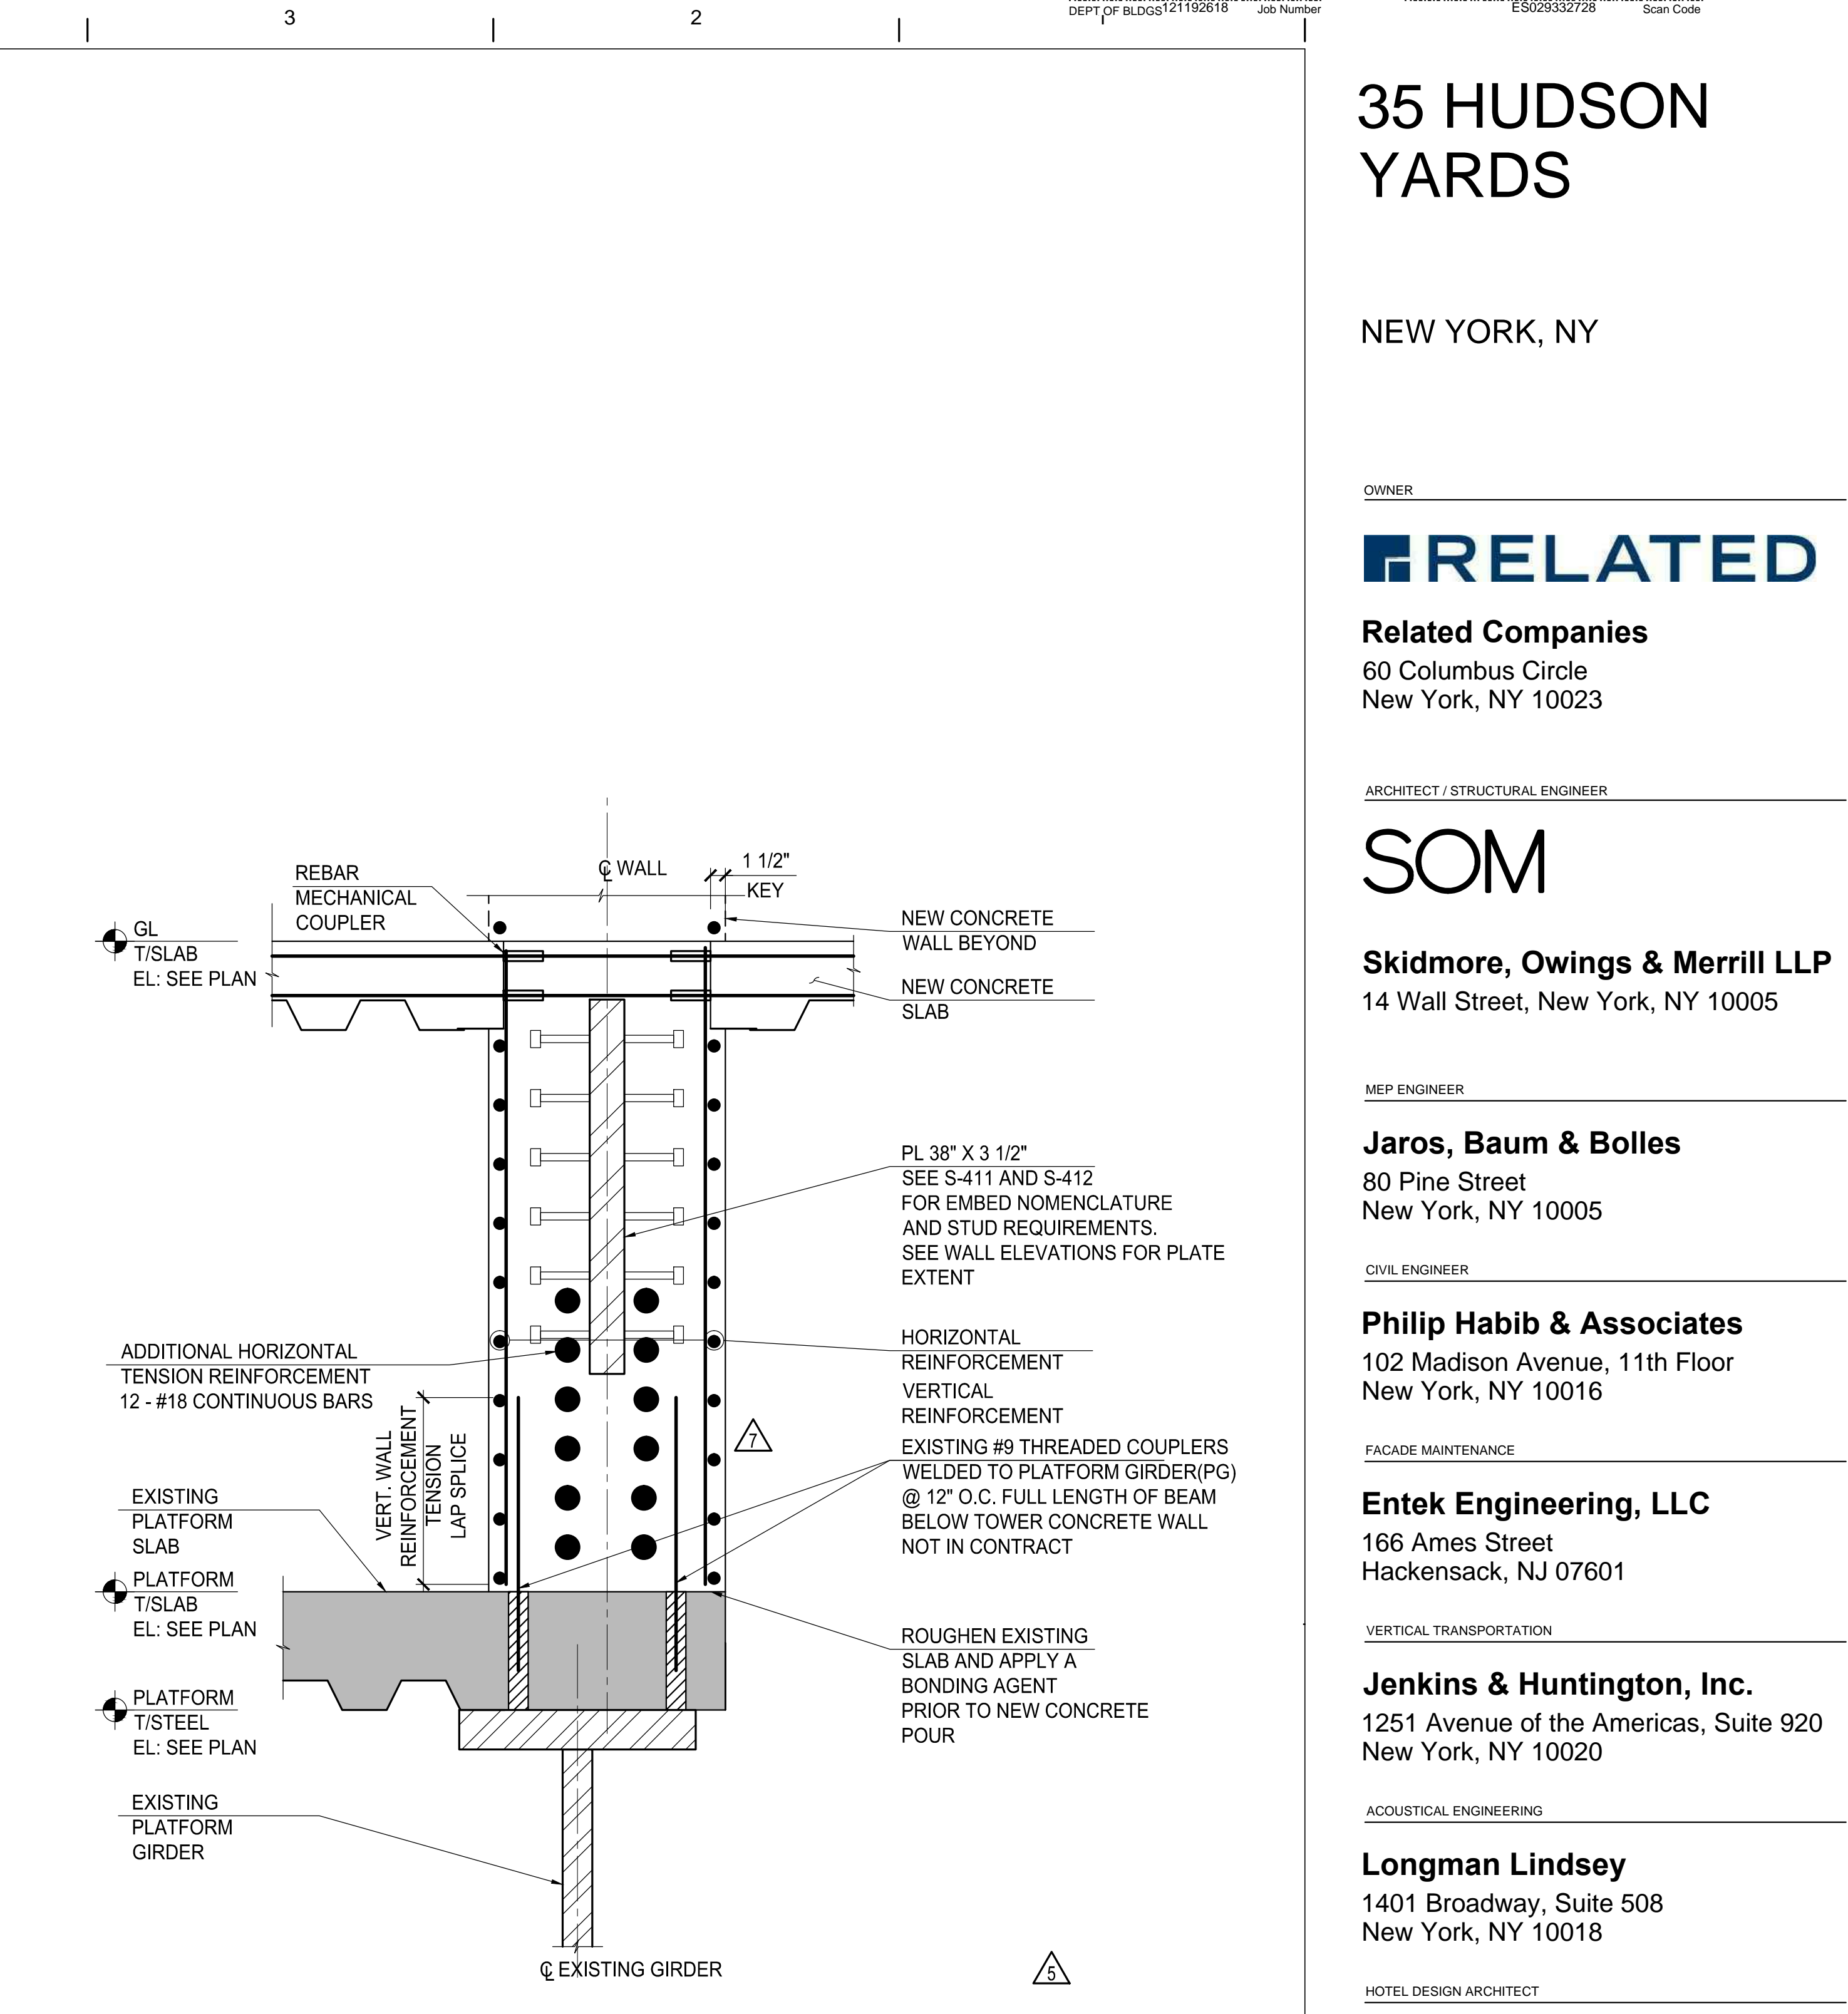 3
2
DEPT OF BLDGS 121192618 Job Number
ES029332728 Scan Code
REBAR
MECHANICAL
COUPLER
℄ WALL
1 1/2"
KEY
GL
T/SLAB
EL: SEE PLAN
NEW CONCRETE
WALL BEYOND
NEW CONCRETE
SLAB
PL 38" X 3 1/2"
SEE S-411 AND S-412
FOR EMBED NOMENCLATURE
AND STUD REQUIREMENTS.
SEE WALL ELEVATIONS FOR PLATE
EXTENT
HORIZONTAL
REINFORCEMENT
VERTICAL
REINFORCEMENT
EXISTING #9 THREADED COUPLERS
WELDED TO PLATFORM GIRDER(PG)
@ 12" O.C. FULL LENGTH OF BEAM
BELOW TOWER CONCRETE WALL
NOT IN CONTRACT
7
ADDITIONAL HORIZONTAL
TENSION REINFORCEMENT
12 - #18 CONTINUOUS BARS
VERT. WALL
REINFORCEMENT
TENSION
LAP SPLICE
EXISTING
PLATFORM
SLAB
PLATFORM
T/SLAB
EL: SEE PLAN
ROUGHEN EXISTING
SLAB AND APPLY A
BONDING AGENT
PRIOR TO NEW CONCRETE
POUR
PLATFORM
T/STEEL
EL: SEE PLAN
EXISTING
PLATFORM
GIRDER
℄ EXISTING GIRDER
5
35 HUDSON
YARDS
NEW YORK, NY
OWNER
RELATED
Related Companies
60 Columbus Circle
New York, NY 10023
ARCHITECT / STRUCTURAL ENGINEER
SOM
Skidmore, Owings & Merrill LLP
14 Wall Street, New York, NY 10005
MEP ENGINEER
Jaros, Baum & Bolles
80 Pine Street
New York, NY 10005
CIVIL ENGINEER
Philip Habib & Associates
102 Madison Avenue, 11th Floor
New York, NY 10016
FACADE MAINTENANCE
Entek Engineering, LLC
166 Ames Street
Hackensack, NJ 07601
VERTICAL TRANSPORTATION
Jenkins & Huntington, Inc.
1251 Avenue of the Americas, Suite 920
New York, NY 10020
ACOUSTICAL ENGINEERING
Longman Lindsey
1401 Broadway, Suite 508
New York, NY 10018
HOTEL DESIGN ARCHITECT